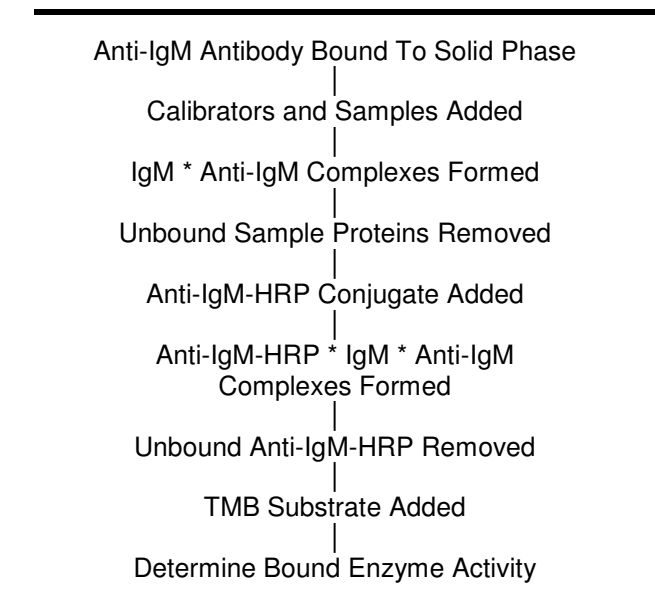 Anti-IgM Antibody Bound To Solid Phase
Calibrators and Samples Added
IgM * Anti-IgM Complexes Formed
Unbound Sample Proteins Removed
Anti-IgM-HRP Conjugate Added
Anti-IgM-HRP * IgM * Anti-IgM
Complexes Formed
Unbound Anti-IgM-HRP Removed
TMB Substrate Added
Determine Bound Enzyme Activity